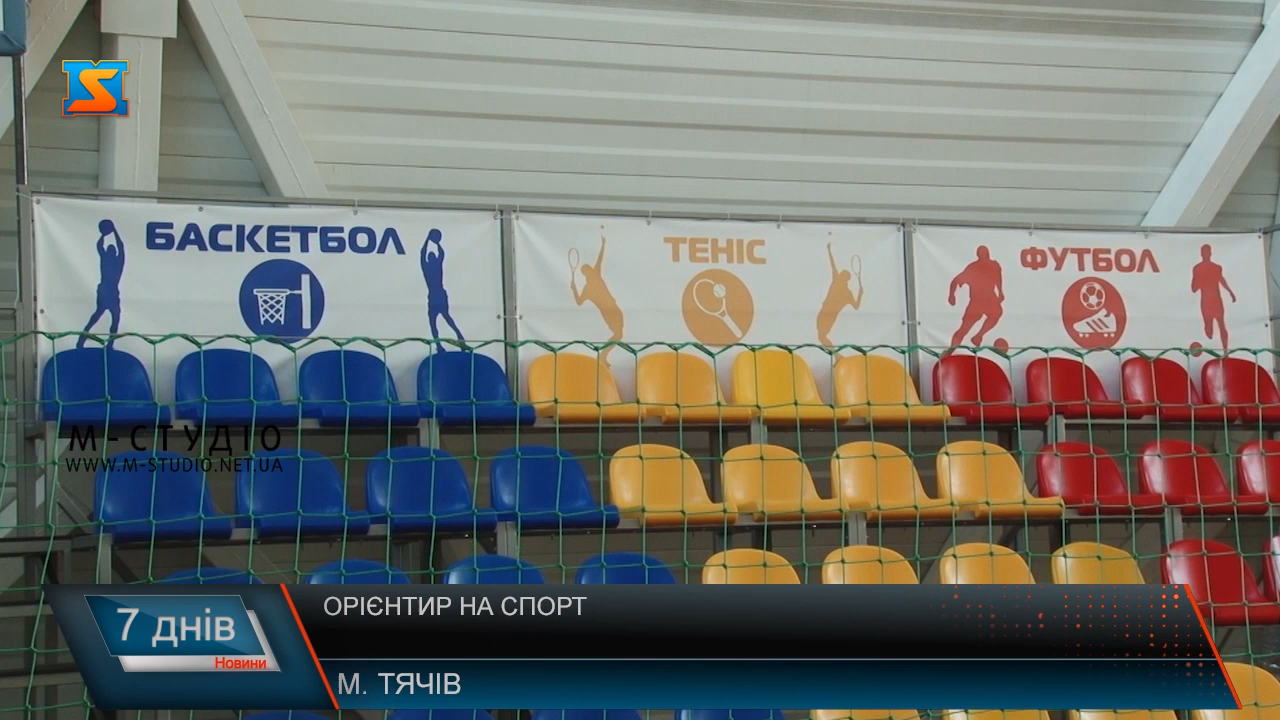 БАСКЕТБОЛ
ТЕНІС
ФУТБОЛ
М-СТУДІО
WWW.M-STUDIO.NET.UA
7 днів
Новини
ОРІЄНТИР НА СПОРТ
М. ТЯЧІВ